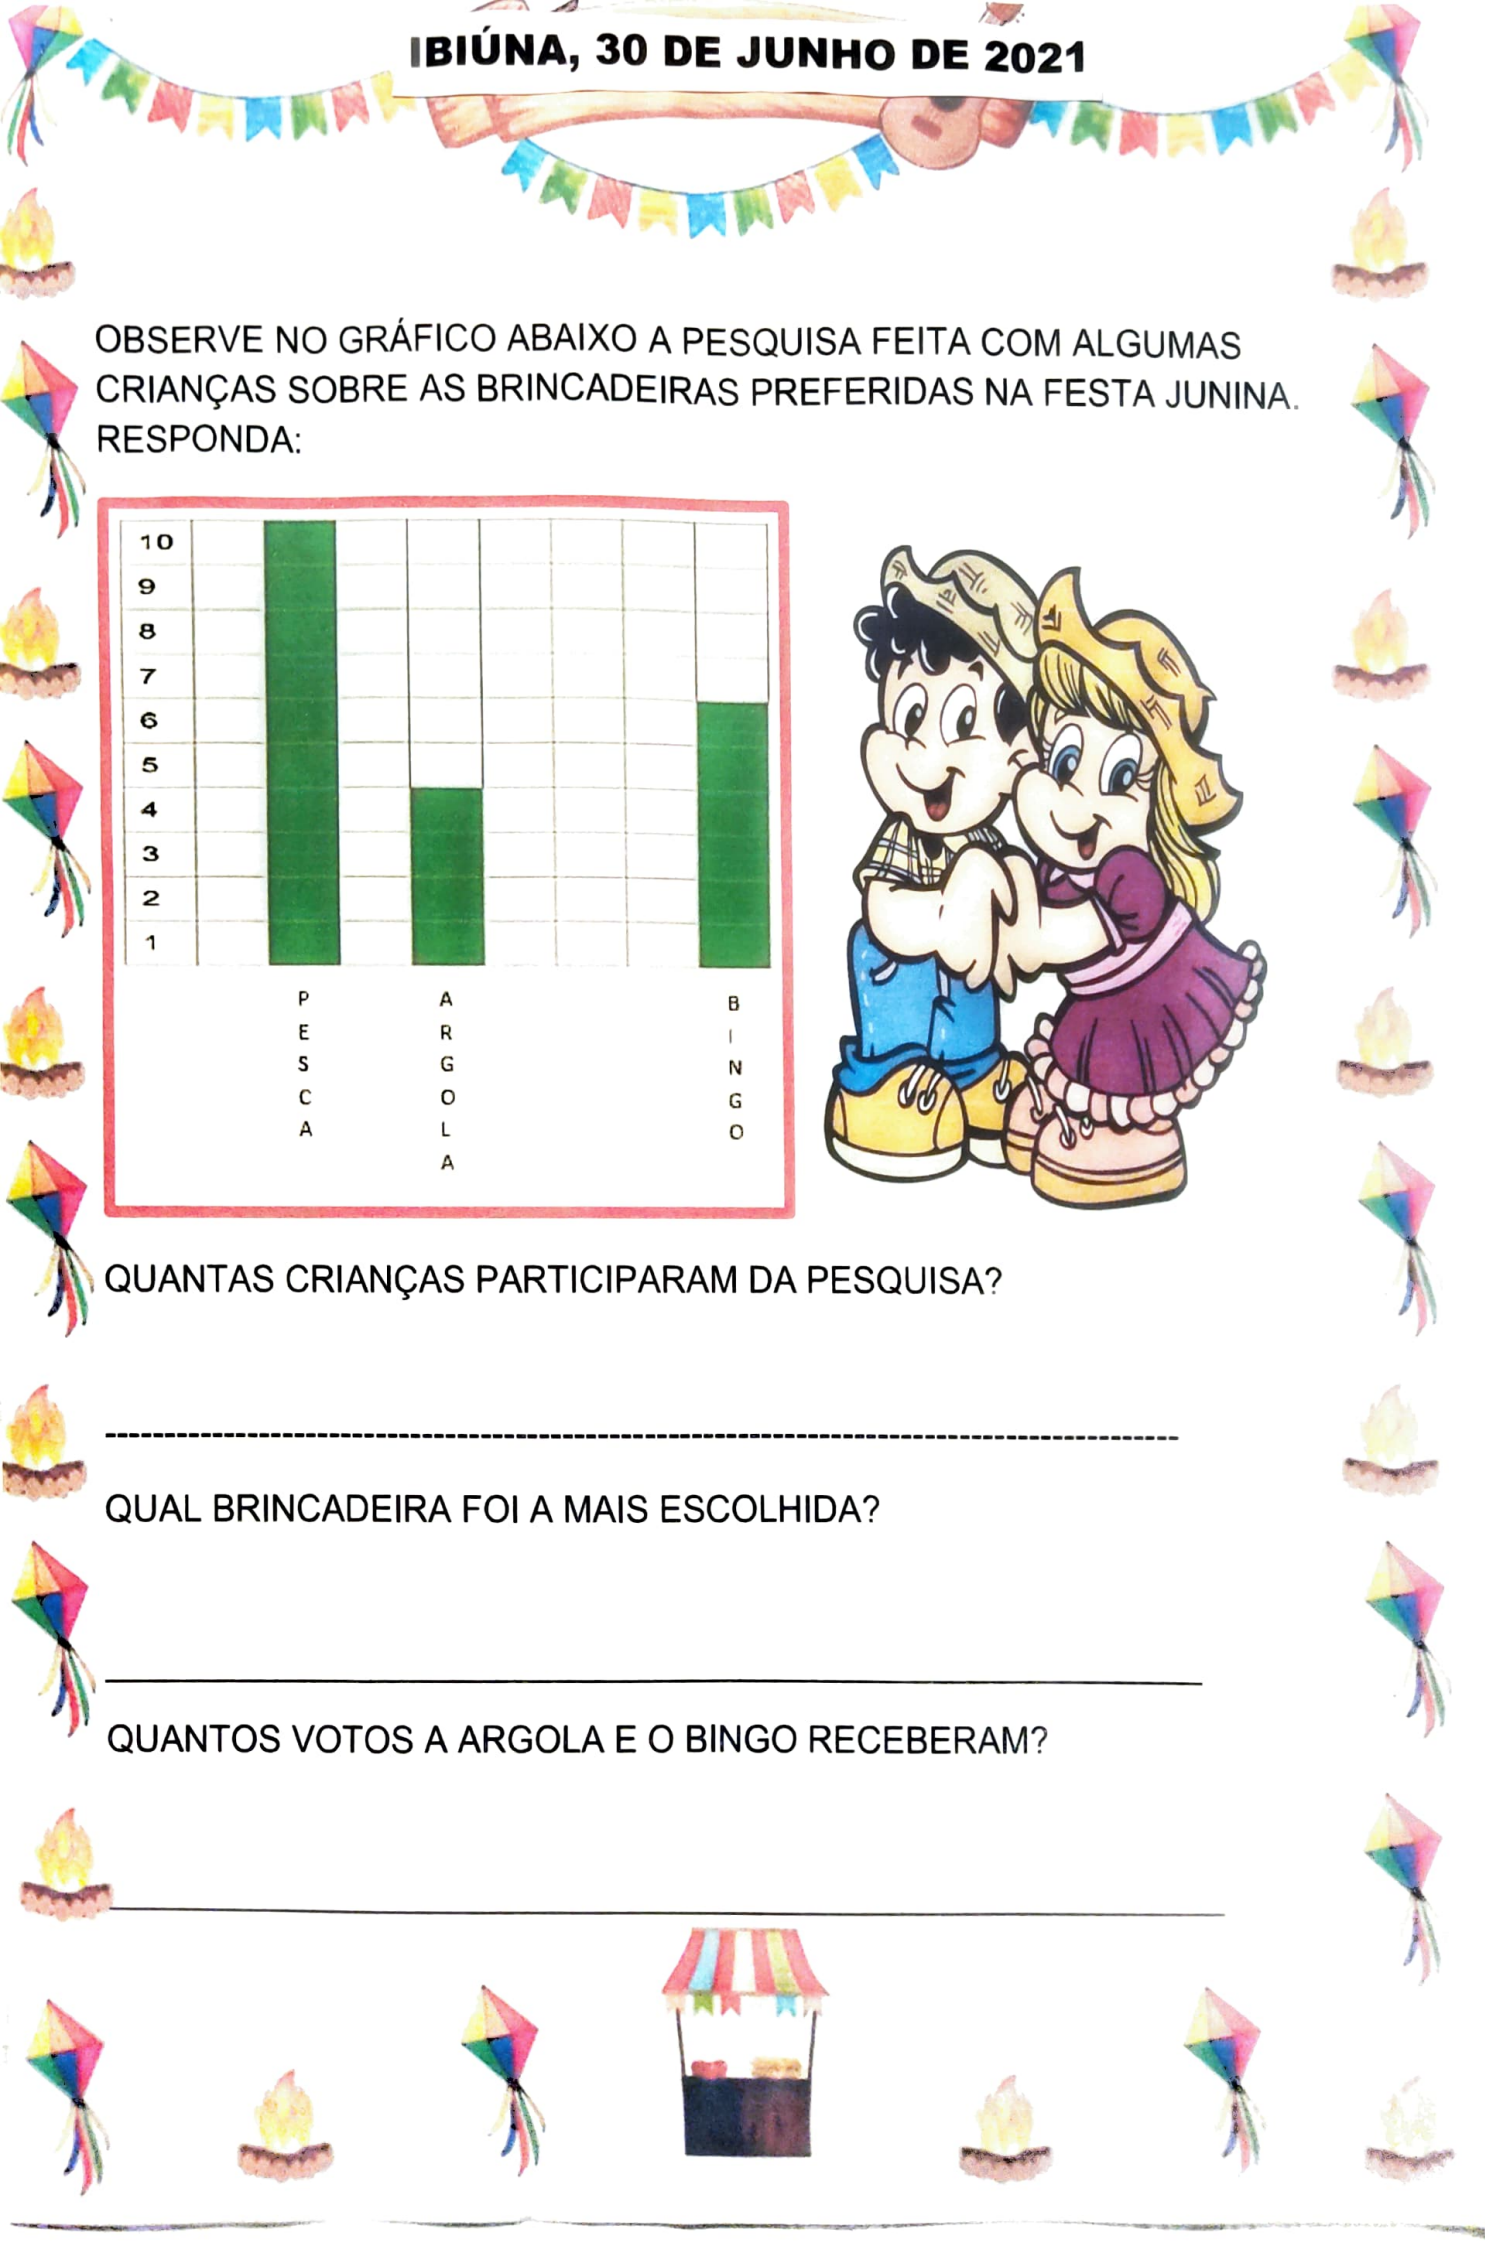 IBIÚNA, 30 DE JUNHO DE 2021
OBSERVE NO GRÁFICO ABAIXO A PESQUISA FEITA COM ALGUMAS
CRIANÇAS SOBRE AS BRINCADEIRAS PREFERIDAS NA FESTA JUNINA.
RESPONDA:
10
9
8
7
6
5
4
3
2
1
PESCA
ARGOLA
BINGO
QUANTAS CRIANÇAS PARTICIPARAM DA PESQUISA?
QUAL BRINCADEIRA FOI A MAIS ESCOLHIDA?
QUANTOS VOTOS A ARGOLA E O BINGO RECEBERAM?